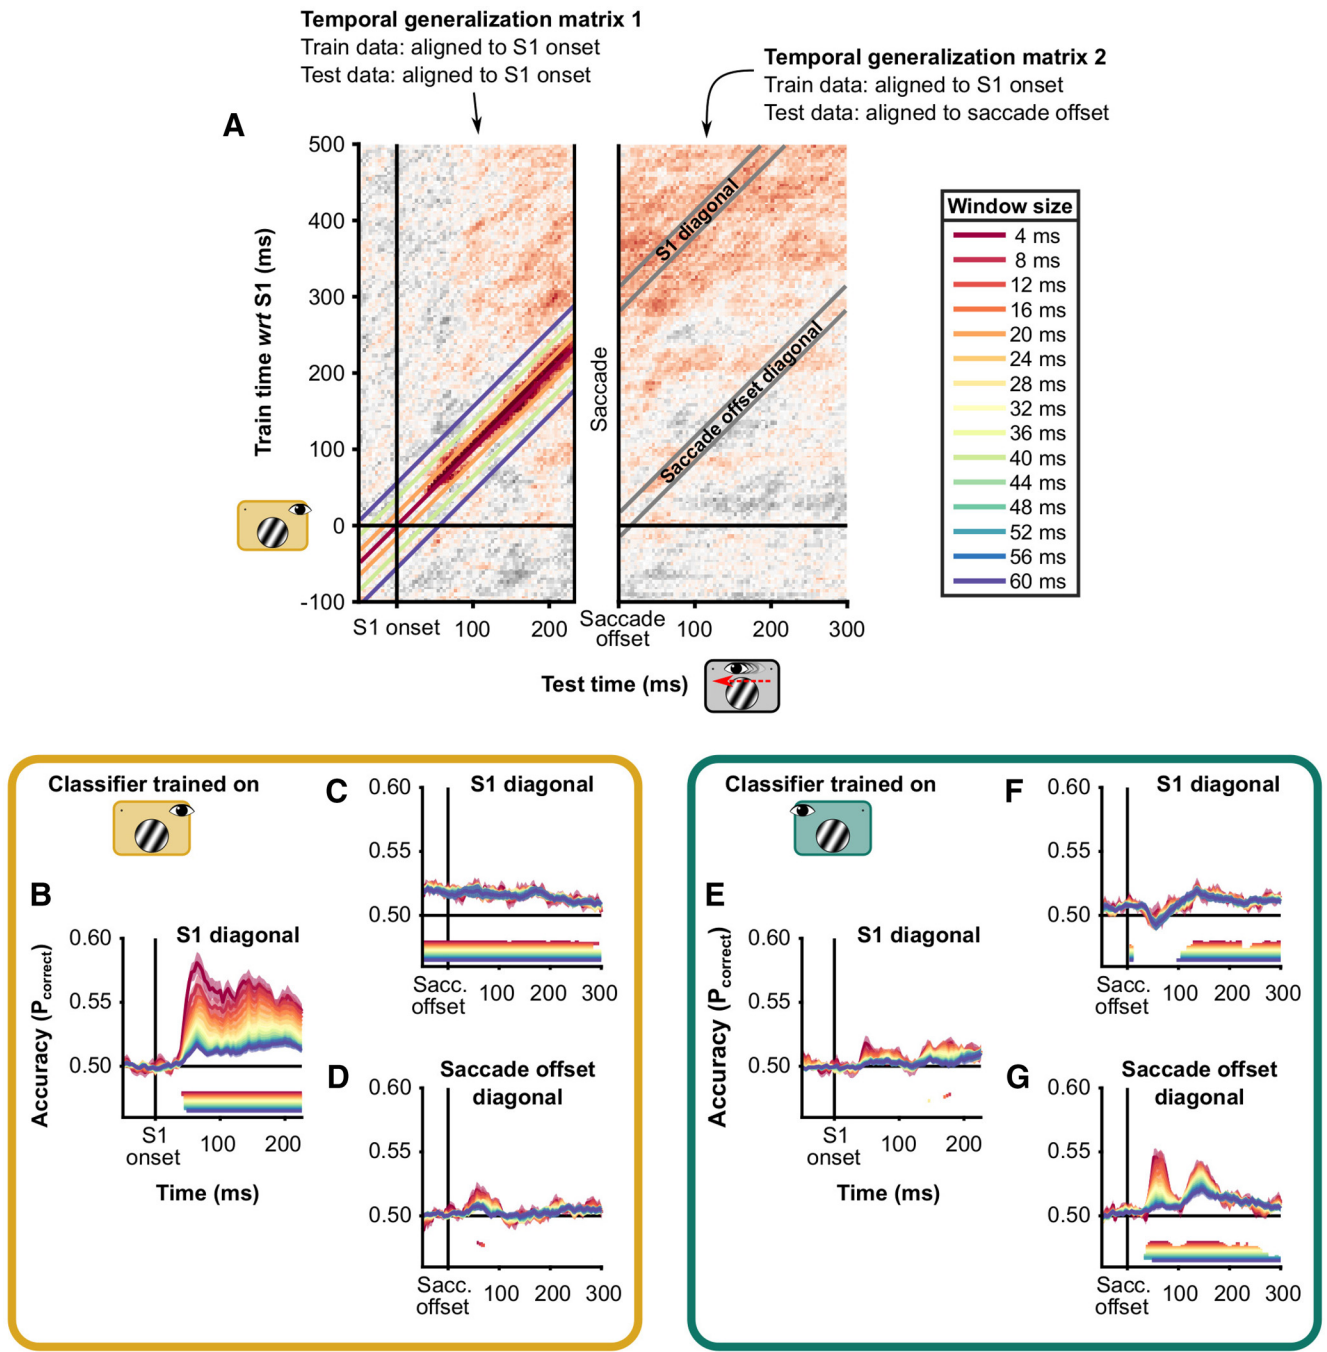 Temporal generalization matrix 1
Train data: aligned to S1 onset
Test data: aligned to S1 onset
Temporal generalization matrix 2
Train data: aligned to S1 onset
Test data: aligned to saccade offset
A
Train time wrt S1 (ms)
500
400
300
200
100
0
-100
S1 onset
100
200
Saccade
S1 diagonal
Saccade offset diagonal
Saccade
offset
100
200
300
Test time (ms)
Window size
4 ms
8 ms
12 ms
16 ms
20 ms
24 ms
28 ms
32 ms
36 ms
40 ms
44 ms
48 ms
52 ms
56 ms
60 ms
Classifier trained on
B
S1 diagonal
Accuracy (Pcorrect)
0.60
0.55
0.50
S1
onset
100
200
Time (ms)
C
S1 diagonal
0.60
0.55
0.50
Sacc.
offset
100
200
300
D
Saccade offset
diagonal
0.60
0.55
0.50
Sacc.
offset
100
200
300
Classifier trained on
E
S1 diagonal
Accuracy (Pcorrect)
0.60
0.55
0.50
S1
onset
100
200
Time (ms)
F
S1 diagonal
0.60
0.55
0.50
Sacc.
offset
100
200
300
G
Saccade offset
diagonal
0.60
0.55
0.50
Sacc.
offset
100
200
300